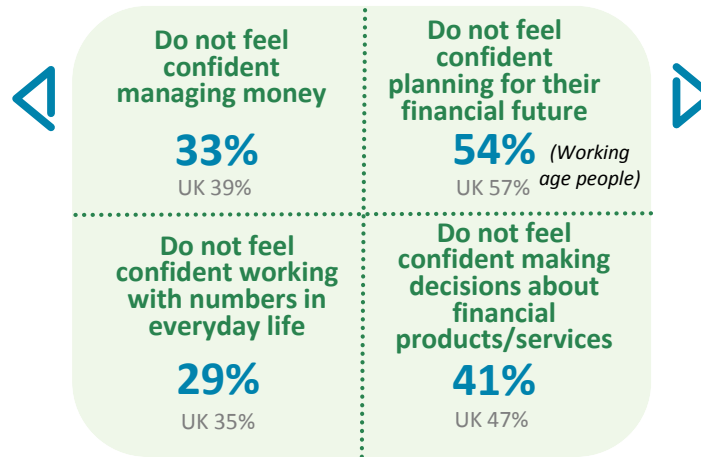 Do not feel
confident
managing money
33%
UK 39%
Do not feel
confident
planning for their
financial future
54% (Working
UK 57% age people)
Do not feel
confident working
with numbers in
everyday life
29%
UK 35%
Do not feel
confident making
decisions about
financial
products/services
41%
UK 47%